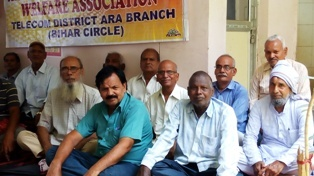 WELFARE ASSOCIATION
TELECOM DISTRICT ARA BRANCH
(BIHAR CIRCLE)